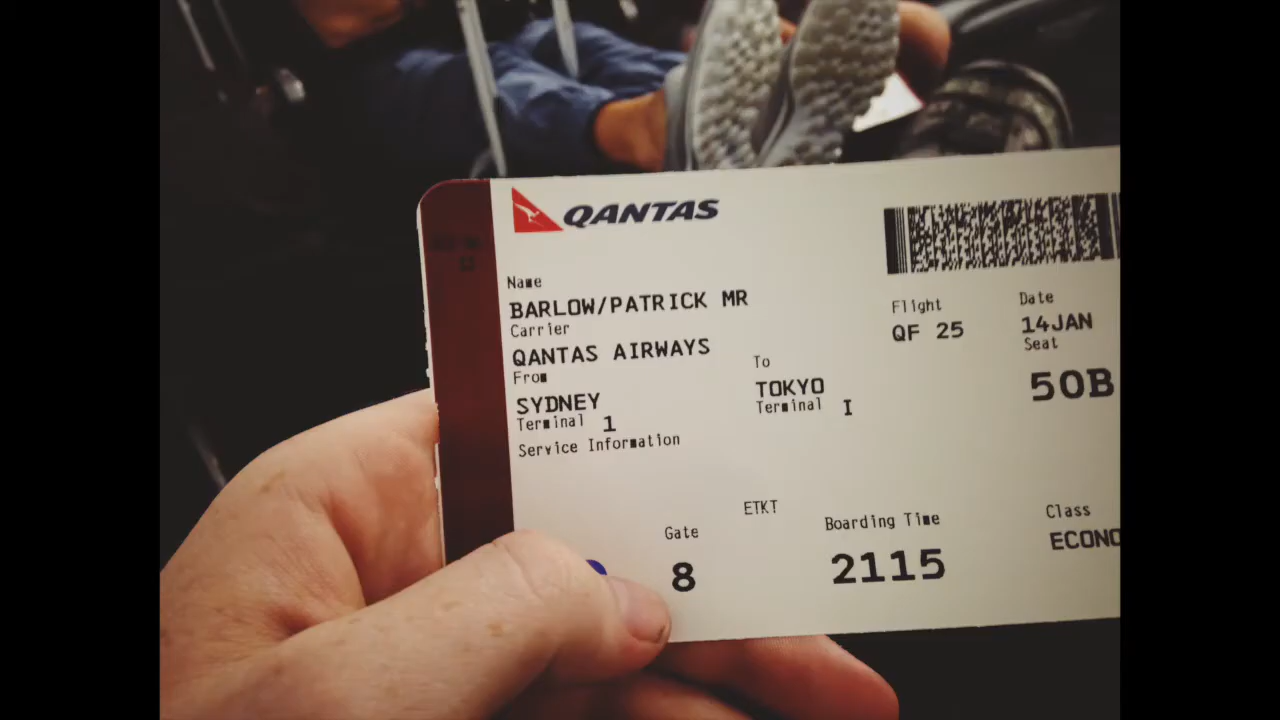 QANTAS
Name
BARLOW/PATRICK MR
Carrier
QANTAS AIRWAYS
From
SYDNEY
Terminal 1
Service Information
To
TOKYO
Terminal I
Flight
QF 25
Date
14JAN
Seat
50B
ETKT
Gate
8
Boarding Time
2115
Class
ECONO